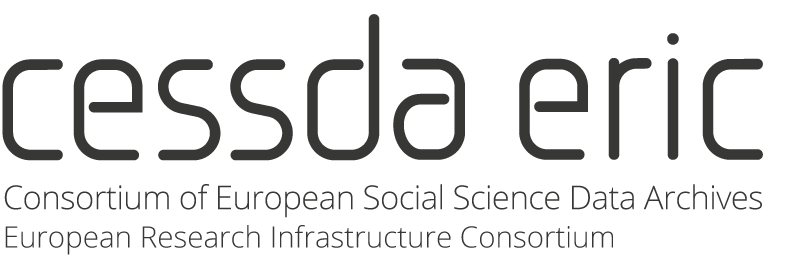 cessda eric
Consortium of European Social Science Data Archives
European Research Infrastructure Consortium